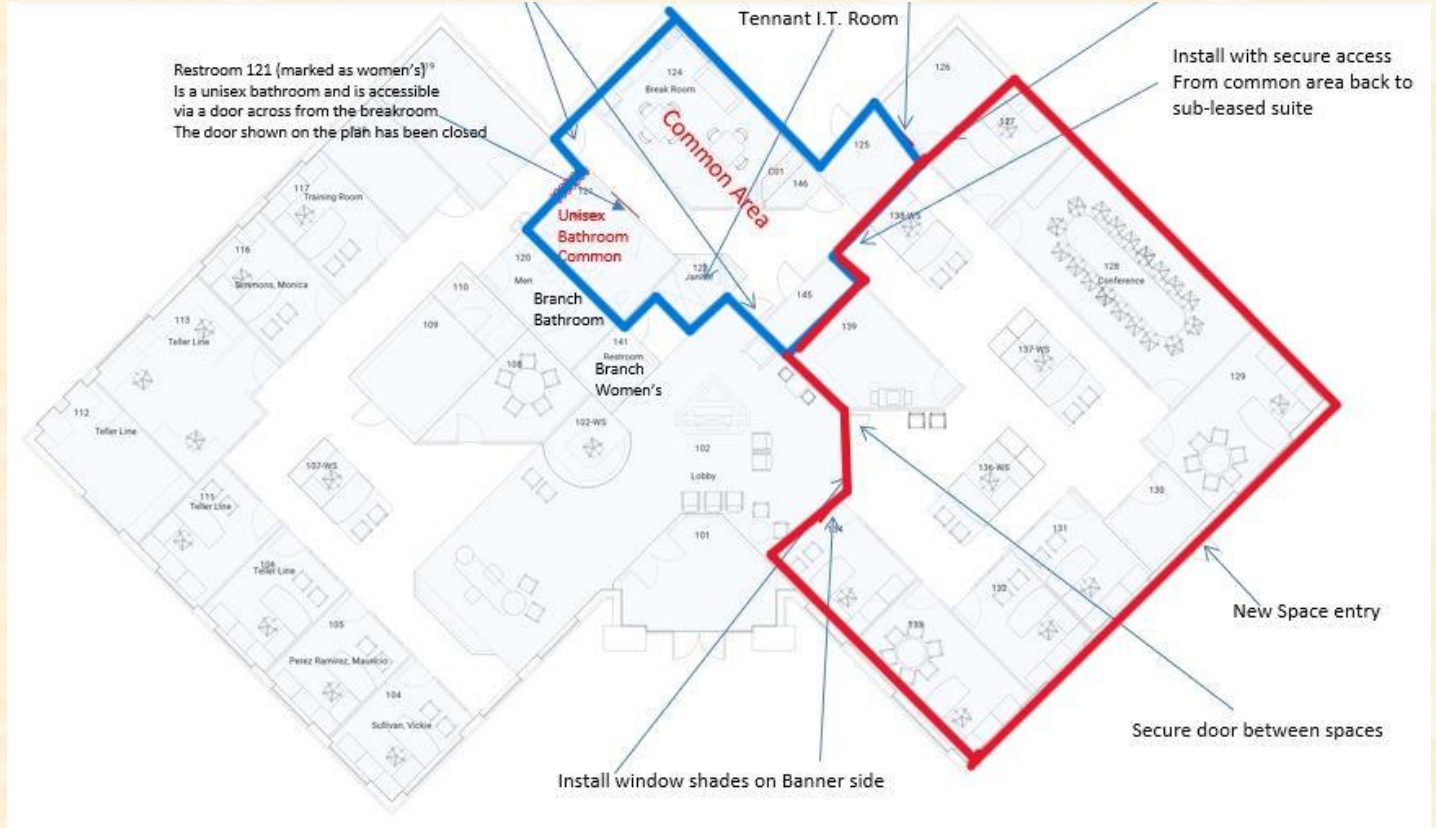 Tennant I.T. Room
Install with secure access
From common area back to
sub-leased suite
Restroom 121 (marked as women's)
Is a unisex bathroom and is accessible
via a door across from the breakroom
The door shown on the plan has been closed
124
Break Room
Common Area
126
127
125
C01
146
138-WS
117
Training Room
121
Unisex
Bathroom
Common
116
Simmons, Monica
120
Men
Branch
Bathroom
110
109
145
139
128
Conference
137-WS
113
Teller Line
141
Restroom
Branch
Women's
108
129
112
Teller Line
102-WS
102
Lobby
107-WS
136-WS
130
115
Teller Line
101
131
106
Teller Line
132
133
New Space entry
105
Perez Ramirez, Mauricio
104
Sullivan, Vickie
Secure door between spaces
Install window shades on Banner side